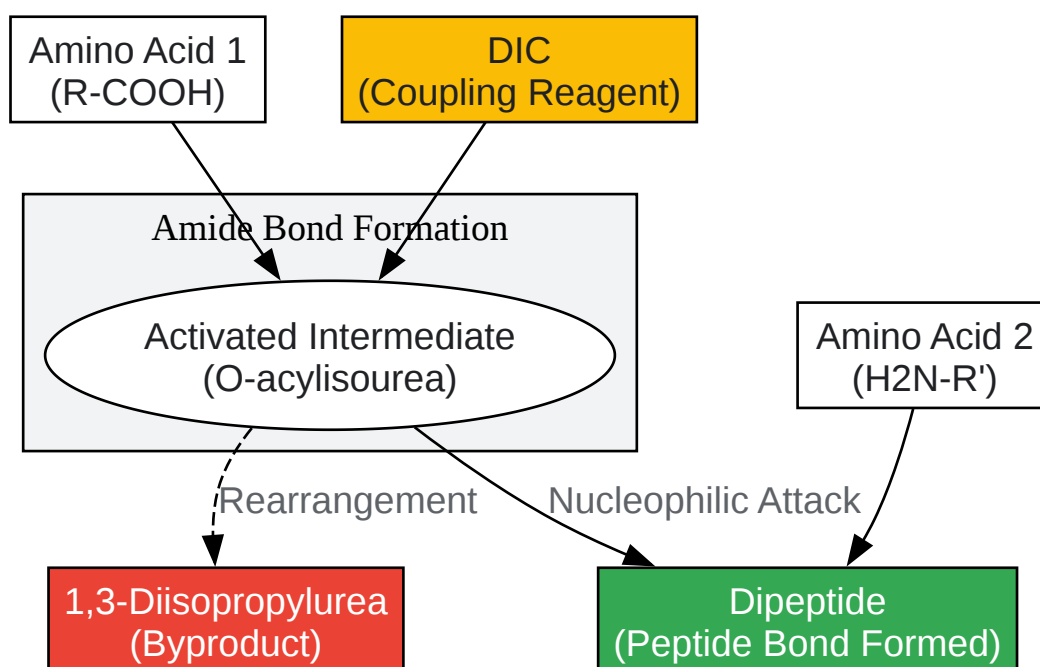 Amino Acid 1
(R-COOH)
DIC
(Coupling Reagent)
Amide Bond Formation
Activated Intermediate
(O-acylisourea)
Amino Acid 2
(H2N-R')
Rearrangement
Nucleophilic Attack
1,3-Diisopropylurea
(Byproduct)
Dipeptide
(Peptide Bond Formed)